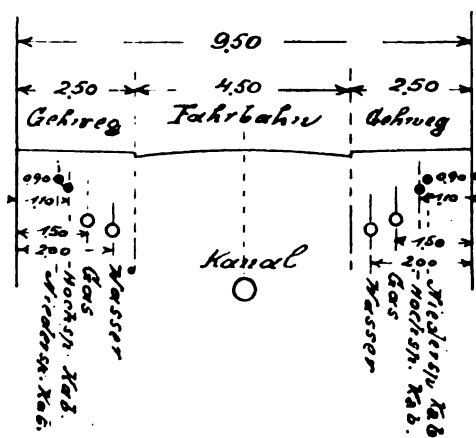 9,50
2,50 4,50 2,50
Gehweg Fahrbahn Gehweg
0,90 0,90
1,10 1,10
1,50 1,50
2,00 2,00
Kanal
Niedersp. Kab.
Hochsp. Kab.
Gas
Wasser
Wasser
Gas
Hochsp. Kab.
Niedersp. Kab